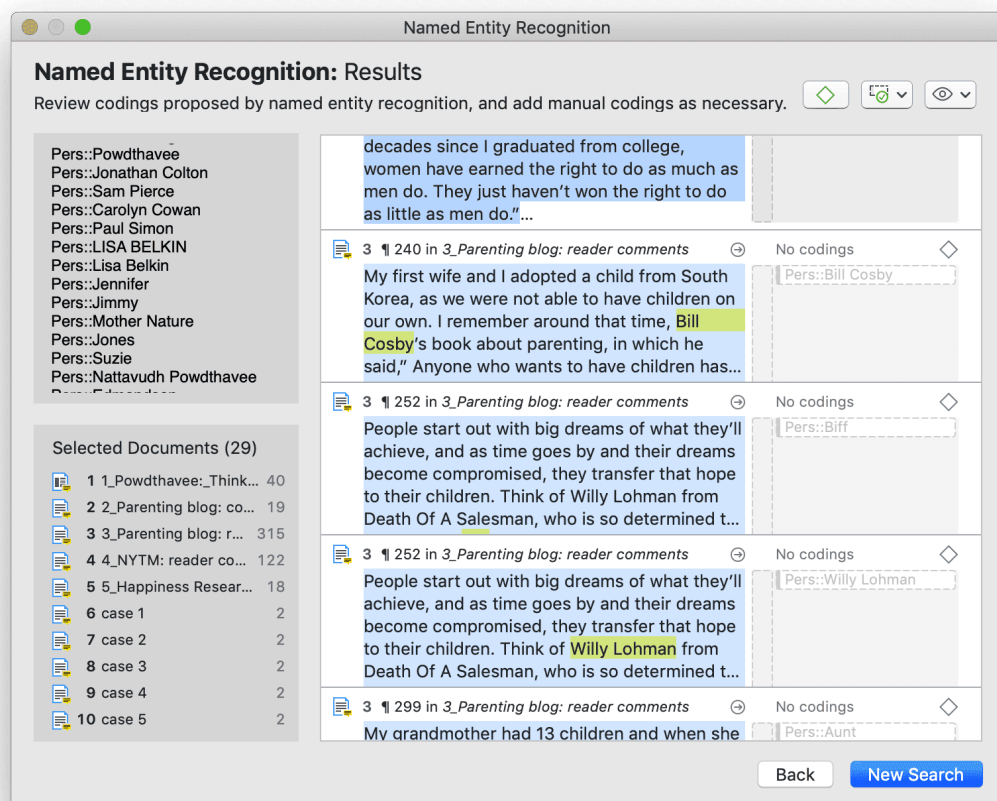 Named Entity Recognition
Named Entity Recognition: Results
Review codings proposed by named entity recognition, and add manual codings as necessary.
Pers::Powdthavee
Pers::Jonathan Colton
Pers::Sam Pierce
Pers::Carolyn Cowan
Pers::Paul Simon
Pers::LISA BELKIN
Pers::Lisa Belkin
Pers::Jennifer
Pers::Jimmy
Pers::Mother Nature
Pers::Jones
Pers::Suzie
Pers::Nattavudh Powdthavee
Selected Documents (29)
1 1_Powdthavee:_Think... 40
2 2_Parenting blog: co... 19
3 3_Parenting blog: r... 315
4 4_NYTM: reader co... 122
5 5_Happiness Resear... 18
6 case 1 2
7 case 2 2
8 case 3 2
9 case 4 2
10 case 5 2
decades since I graduated from college,
women have earned the right to do as much as
men do. They just haven’t won the right to do
as little as men do.”...
3 ¶ 240 in 3_Parenting blog: reader comments
No codings
Pers::Bill Cosby
My first wife and I adopted a child from South
Korea, as we were not able to have children on
our own. I remember around that time, Bill
Cosby’s book about parenting, in which he
said,” Anyone who wants to have children has...
3 ¶ 252 in 3_Parenting blog: reader comments
No codings
Pers::Biff
People start out with big dreams of what they’ll
achieve, and as time goes by and their dreams
become compromised, they transfer that hope
to their children. Think of Willy Lohman from
Death Of A Salesman, who is so determined t...
3 ¶ 252 in 3_Parenting blog: reader comments
No codings
Pers::Willy Lohman
People start out with big dreams of what they’ll
achieve, and as time goes by and their dreams
become compromised, they transfer that hope
to their children. Think of Willy Lohman from
Death Of A Salesman, who is so determined t...
3 ¶ 299 in 3_Parenting blog: reader comments
No codings
Pers::Aunt
My grandmother had 13 children and when she
Back
New Search